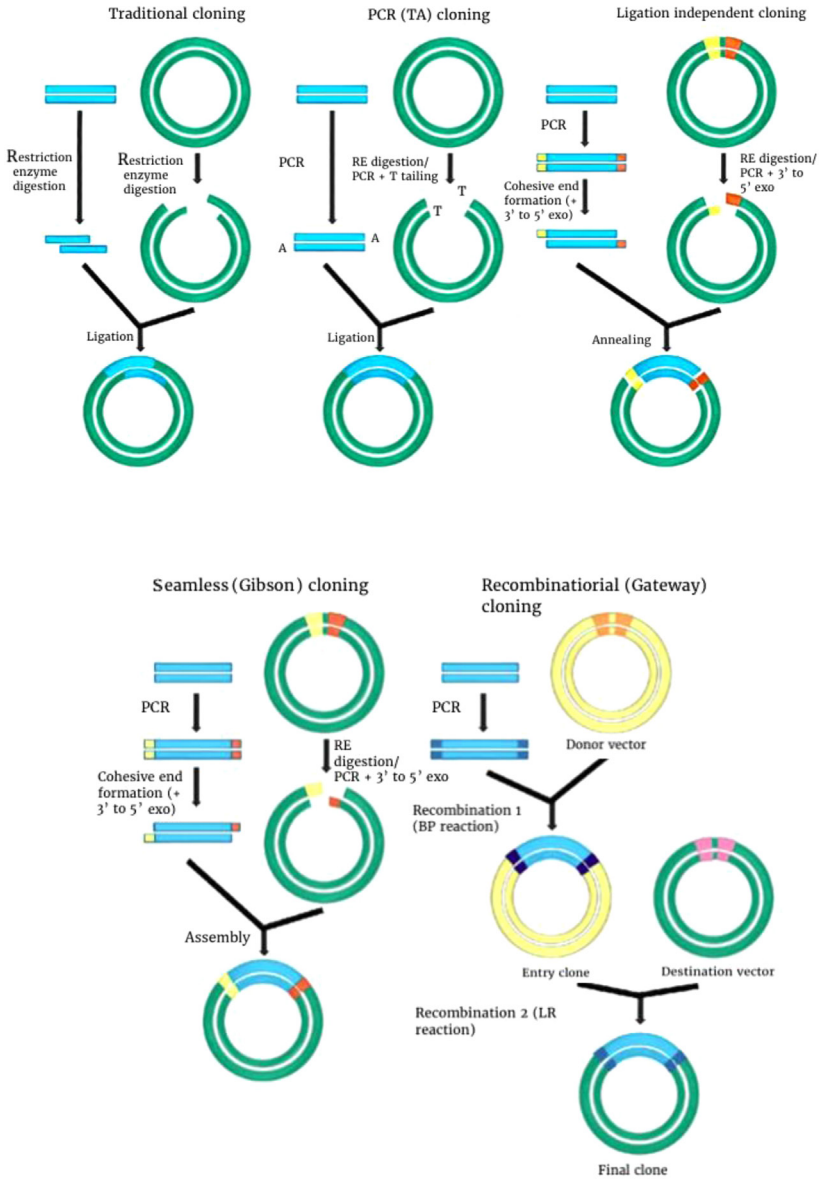 Traditional cloning
PCR (TA) cloning
Ligation independent cloning
Restriction
enzyme
digestion
Restriction
enzyme
digestion
PCR
RE digestion/
PCR + T tailing
T
T
A
A
PCR
Cohesive end
formation (+
3’ to 5’ exo)
RE digestion/
PCR + 3’ to
5’ exo
Ligation
Ligation
Annealing
Seamless (Gibson) cloning
Recombinatiorial (Gateway)
cloning
PCR
RE
digestion/
PCR + 3’ to 5’ exo
Cohesive end
formation (+
3’ to 5’ exo)
Assembly
PCR
Donor vector
Recombination 1
(BP reaction)
Entry clone
Destination vector
Recombination 2 (LR
reaction)
Final clone